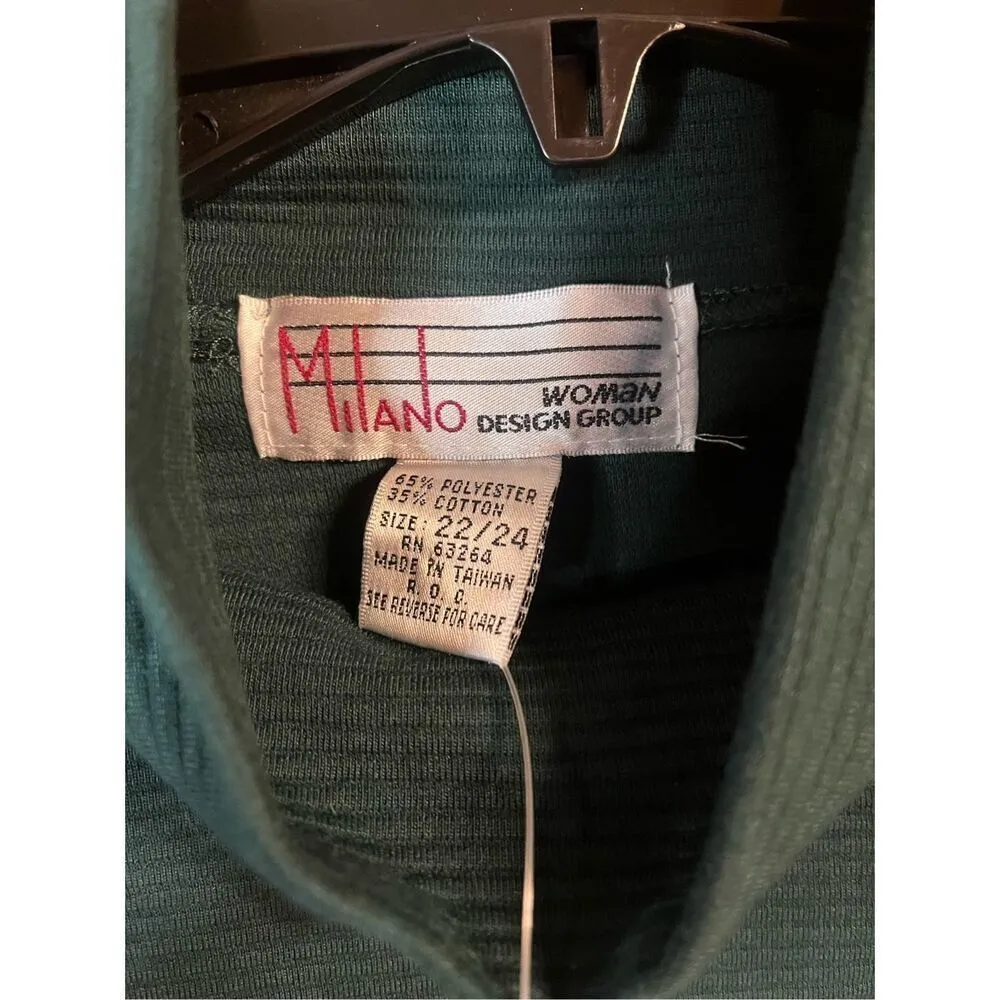 MilANO
WOMaN
DESIGN GROUP
65% POLYESTER
35% COTTON
SIZE: 22/24
RN 63264
MADE IN TAIWAN
R.O.C.
SEE REVERSE FOR CARE